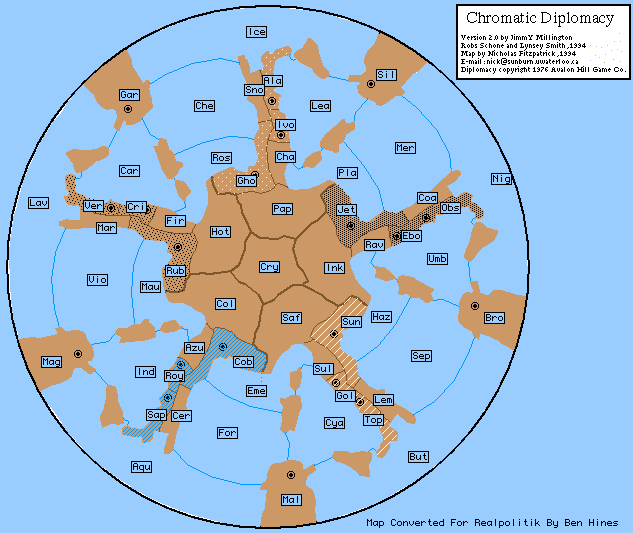 Chromatic Diplomacy
Version 2.0 by JimmY Millington
Robs Schone and Lynsey Smith ,1994
Map by Nicholas Fitzpatrick ,1994
E-mail : nick@sunburn.uwaterloo.ca
Diplomacy copyright 1976 Avalon Hill Game Co.
Ice
Sil
Ala
Sno
Gar
Che
Lea
Ivo
Mer
Cha
Ros
Car
Pla
Nig
Gho
Coa
Lav
Ver
Cri
Pap
Jet
Obs
Fir
Mar
Hot
Ebo
Rav
Umb
Rub
Cry
Ink
Vio
Mau
Col
Saf
Sun
Haz
Bro
Azu
Mag
Cob
Sep
Ind
Roy
Sul
Eme
Gol
Lem
Sap
Cer
Top
Cya
For
But
Aqu
Mal
Map Converted For Realpolitik By Ben Hines